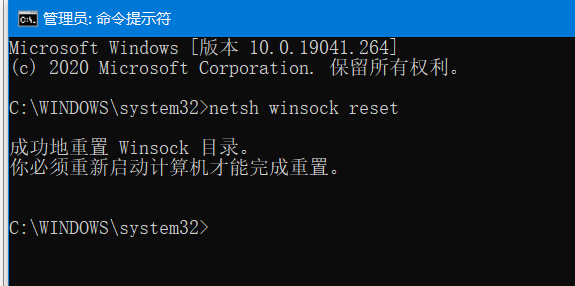 管理员: 命令提示符
Microsoft Windows [版本 10.0.19041.264]
(c) 2020 Microsoft Corporation. 保留所有权利。
C:\WINDOWS\system32>netsh winsock reset
成功地重置 Winsock 目录。
你必须重新启动计算机才能完成重置。
C:\WINDOWS\system32>